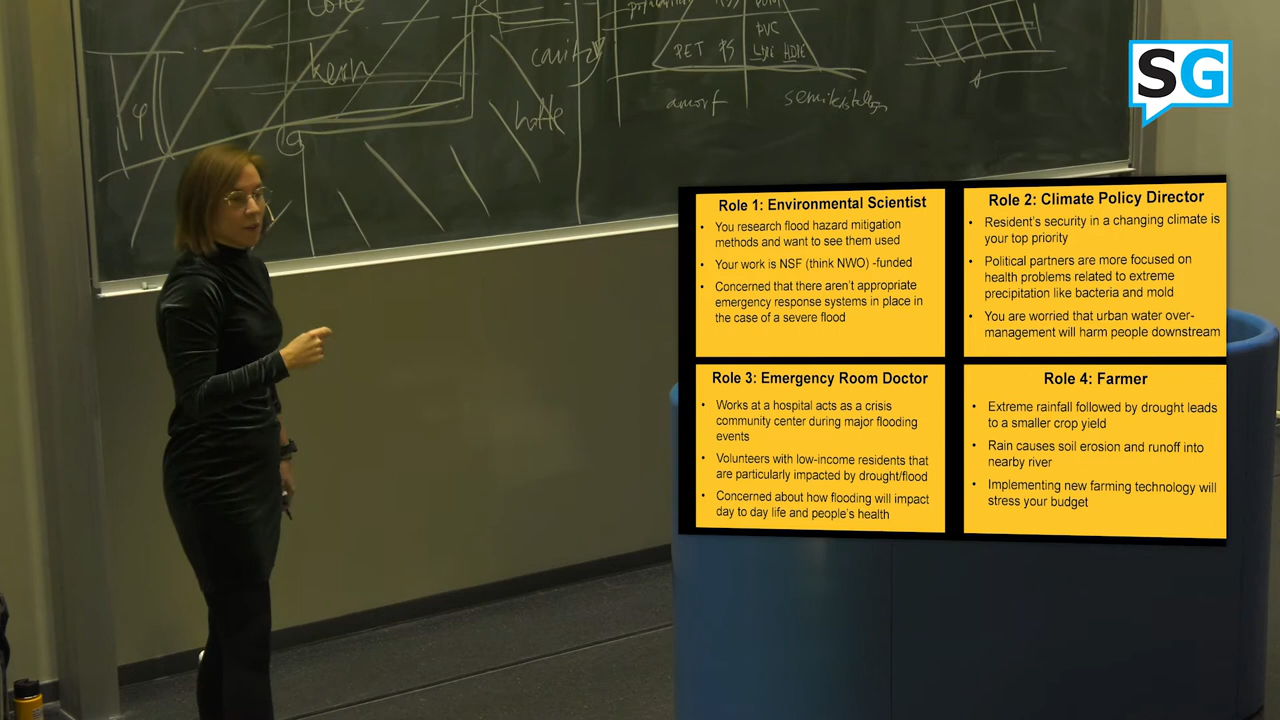 kern
cavity
PVC
PET PS LDPE HDPE
amorf
holte
φ
SG
Role 1: Environmental Scientist
• You research flood hazard mitigation
methods and want to see them used
• Your work is NSF (think NWO) -funded
• Concerned that there aren't appropriate
emergency response systems in place in
the case of a severe flood
Role 2: Climate Policy Director
• Resident's security in a changing climate is
your top priority
• Political partners are more focused on
health problems related to extreme
precipitation like bacteria and mold
• You are worried that urban water over-
management will harm people downstream
Role 3: Emergency Room Doctor
• Works at a hospital acts as a crisis
community center during major flooding
events
• Volunteers with low-income residents that
are particularly impacted by drought/flood
• Concerned about how flooding will impact
day to day life and people's health
Role 4: Farmer
• Extreme rainfall followed by drought leads
to a smaller crop yield
• Rain causes soil erosion and runoff into
nearby river
• Implementing new farming technology will
stress your budget